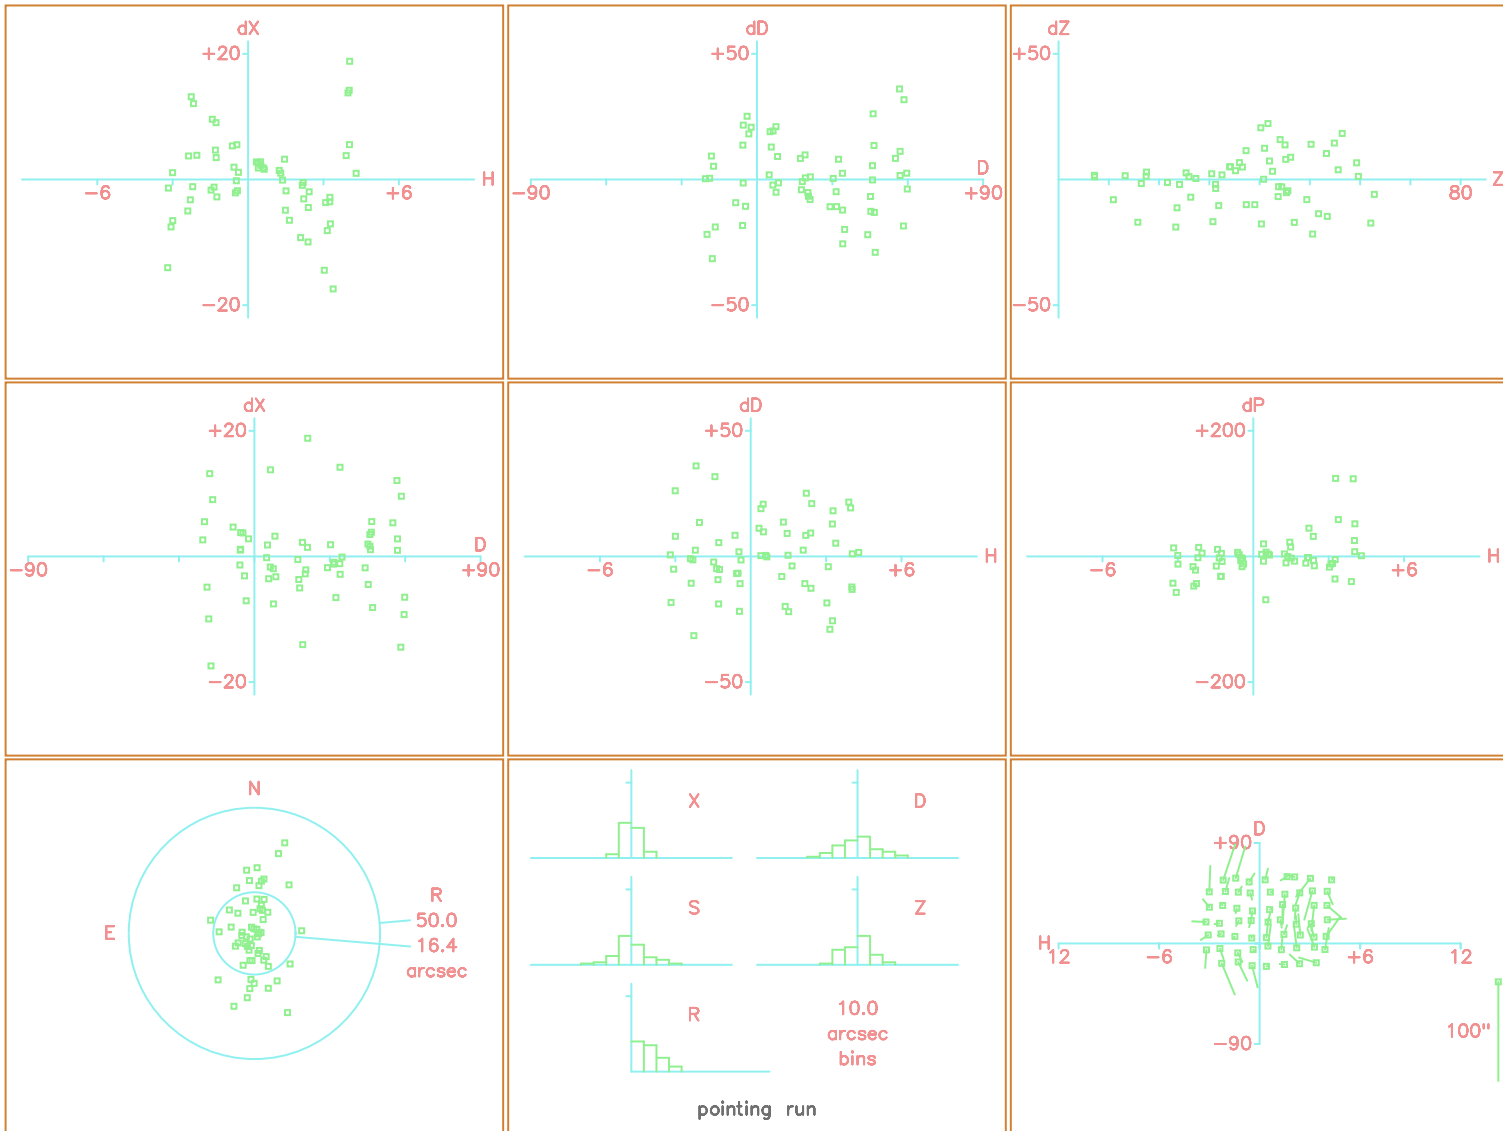 dX
+20
H
-6
+6
-20
dD
+50
D
-90
+90
-50
dZ
+50
80
Z
-50
dX
+20
D
-90
+90
-20
dD
+50
H
-6
+6
-50
dP
+200
H
-6
+6
-200
N
E
R
50.0
16.4
arcsec
X
D
S
Z
R
10.0
arcsec
bins
pointing run
D
+90
H
12
-6
+6
12
-90
100"